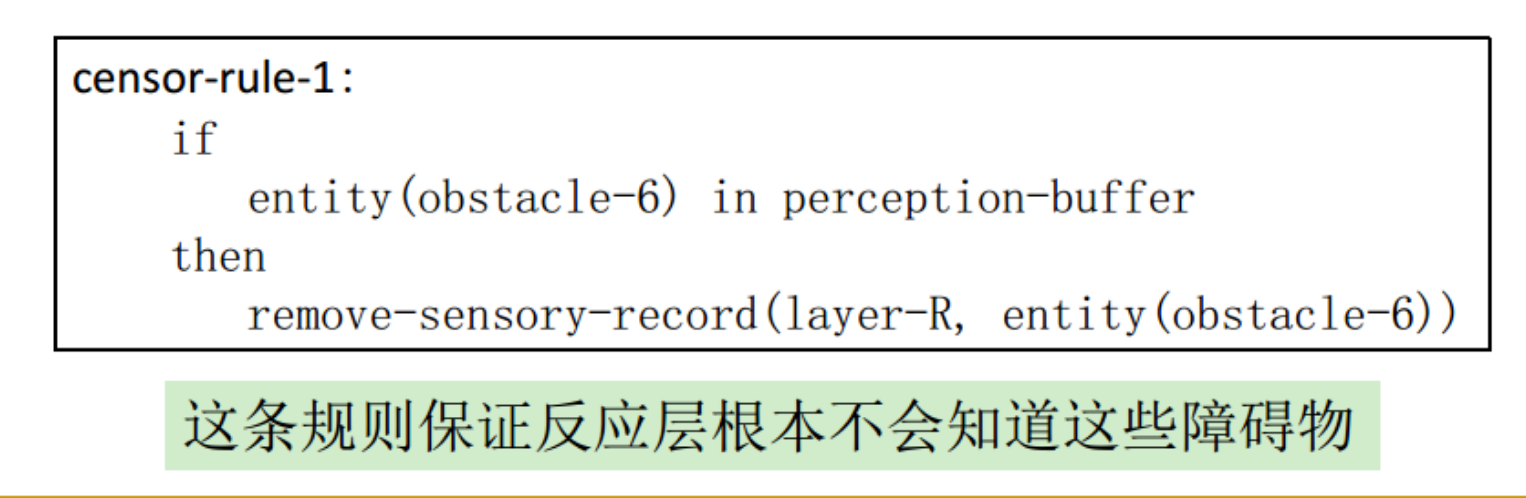 censor-rule-1:
if
entity(obstacle-6) in perception-buffer
then
remove-sensory-record(layer-R, entity(obstacle-6))
这条规则保证反应层根本不会知道这些障碍物